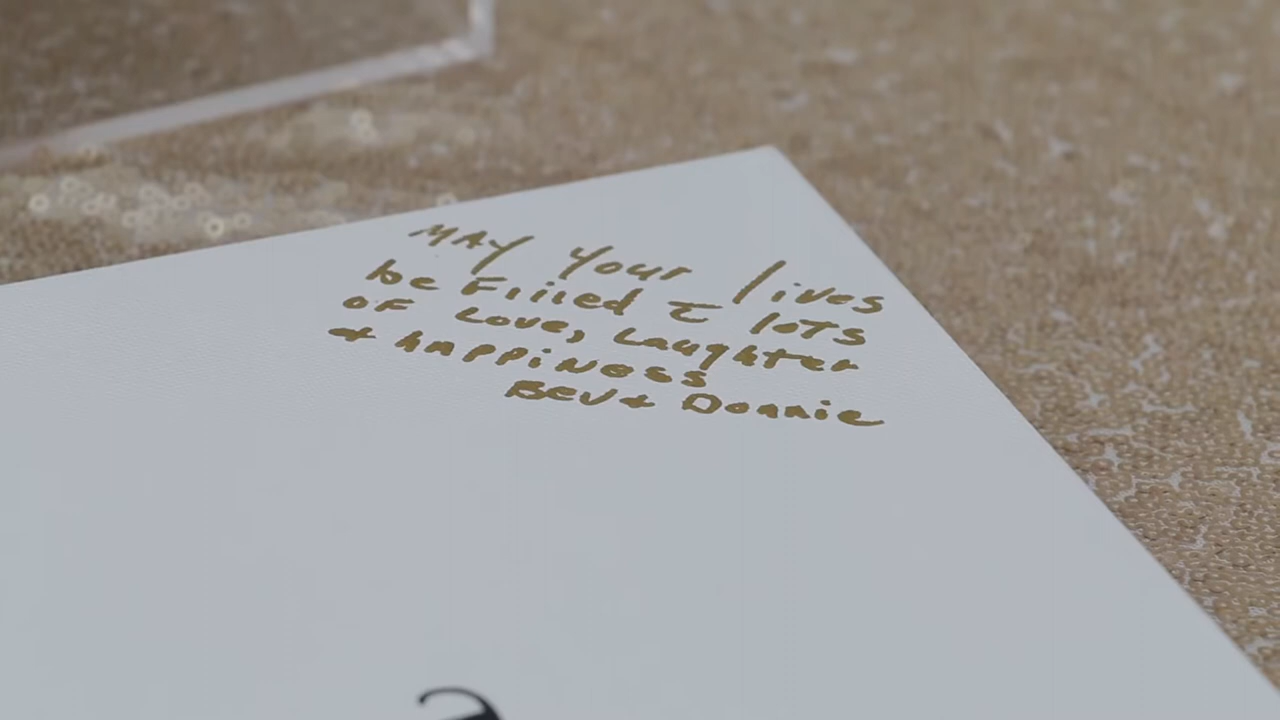 MAY Your lives
be Filled c̄ lots
OF Love, Laughter
+ happiness
Bev + Donnie